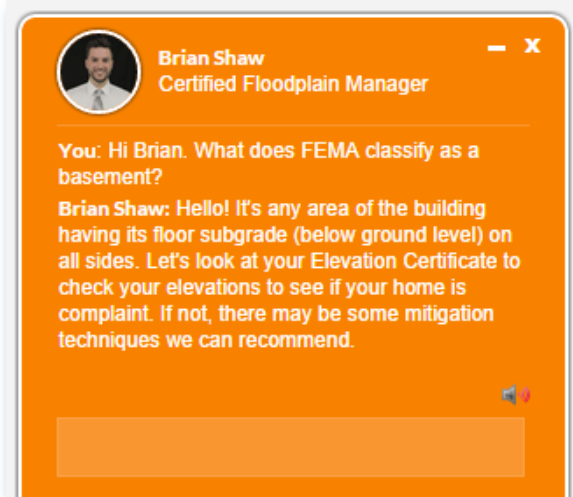 Brian Shaw
Certified Floodplain Manager
X
You: Hi Brian. What does FEMA classify as a
basement?
Brian Shaw: Hello! It's any area of the building
having its floor subgrade (below ground level) on
all sides. Let's look at your Elevation Certificate to
check your elevations to see if your home is
complaint. If not, there may be some mitigation
techniques we can recommend.